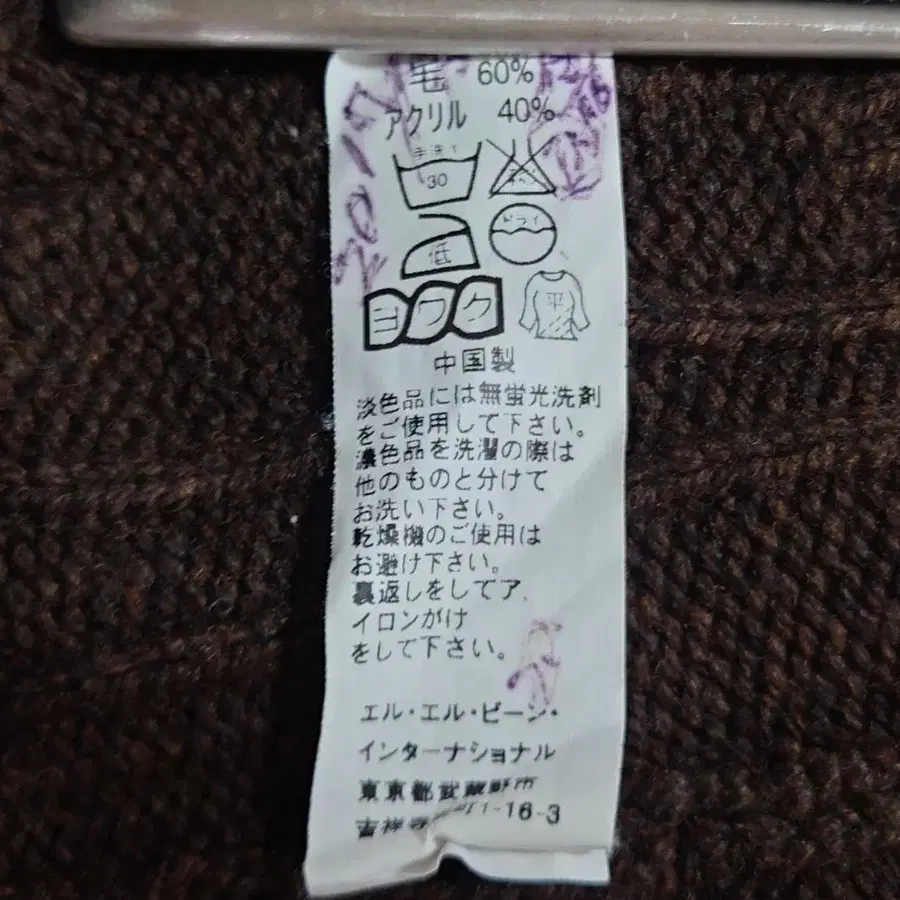 毛 60%
アクリル 40%
手洗イ
30
低
ドライ
ヨワク
平
中国製
淡色品には無蛍光洗剤
をご使用して下さい。
濃色品を洗濯の際は
他のものと分けて
お洗い下さい。
乾燥機のご使用は
お避け下さい。
裏返しをしてア
イロンがけ
をして下さい。
エル・エル・ビーン・
インターナショナル
東京都武蔵野市
吉祥寺 1-16-3